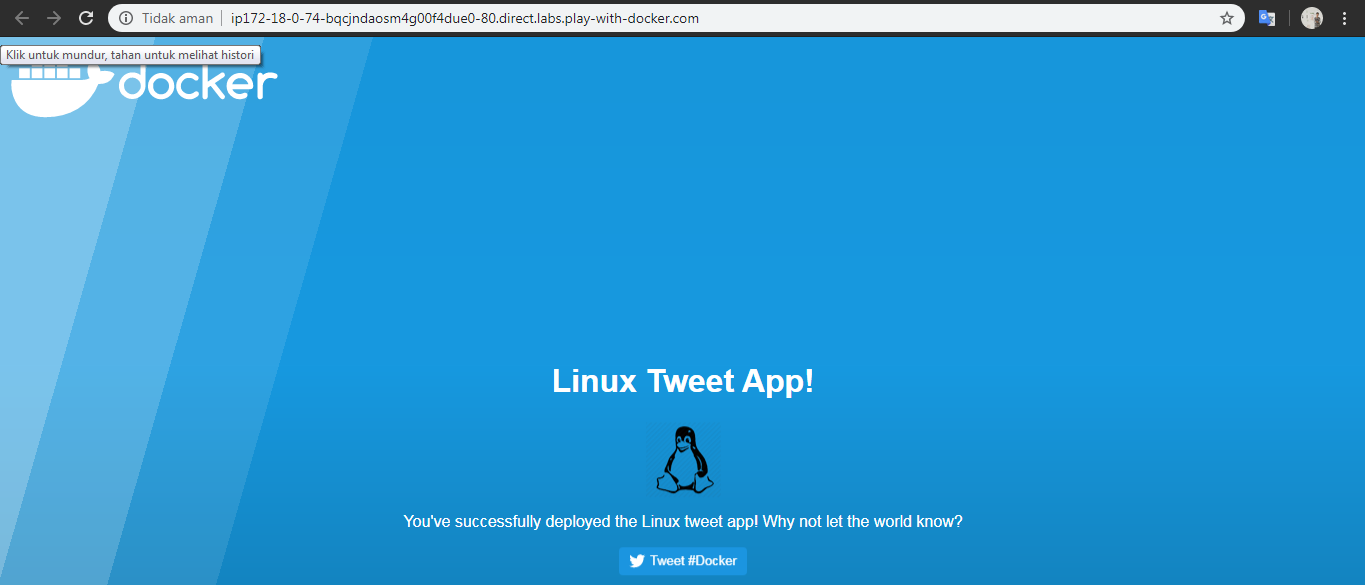 Tidak aman
ip172-18-0-74-bqcjndaosm4g00f4due0-80.direct.labs.play-with-docker.com
Klik untuk mundur, tahan untuk melihat histori
docker
Linux Tweet App!
You've successfully deployed the Linux tweet app! Why not let the world know?
Tweet #Docker